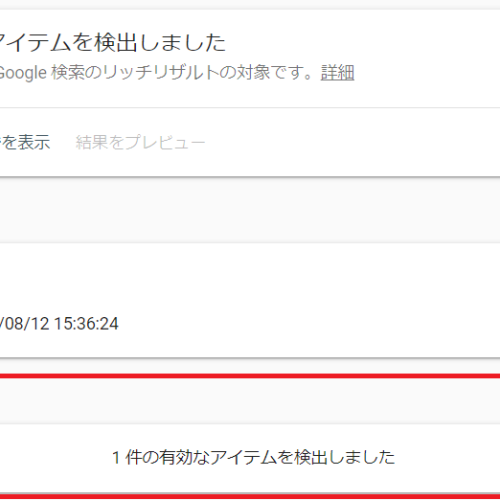 アイテムを検出しました
Google 検索のリッチリザルトの対象です。詳細
を表示 結果をプレビュー
/08/12 15:36:24
1 件の有効なアイテムを検出しました